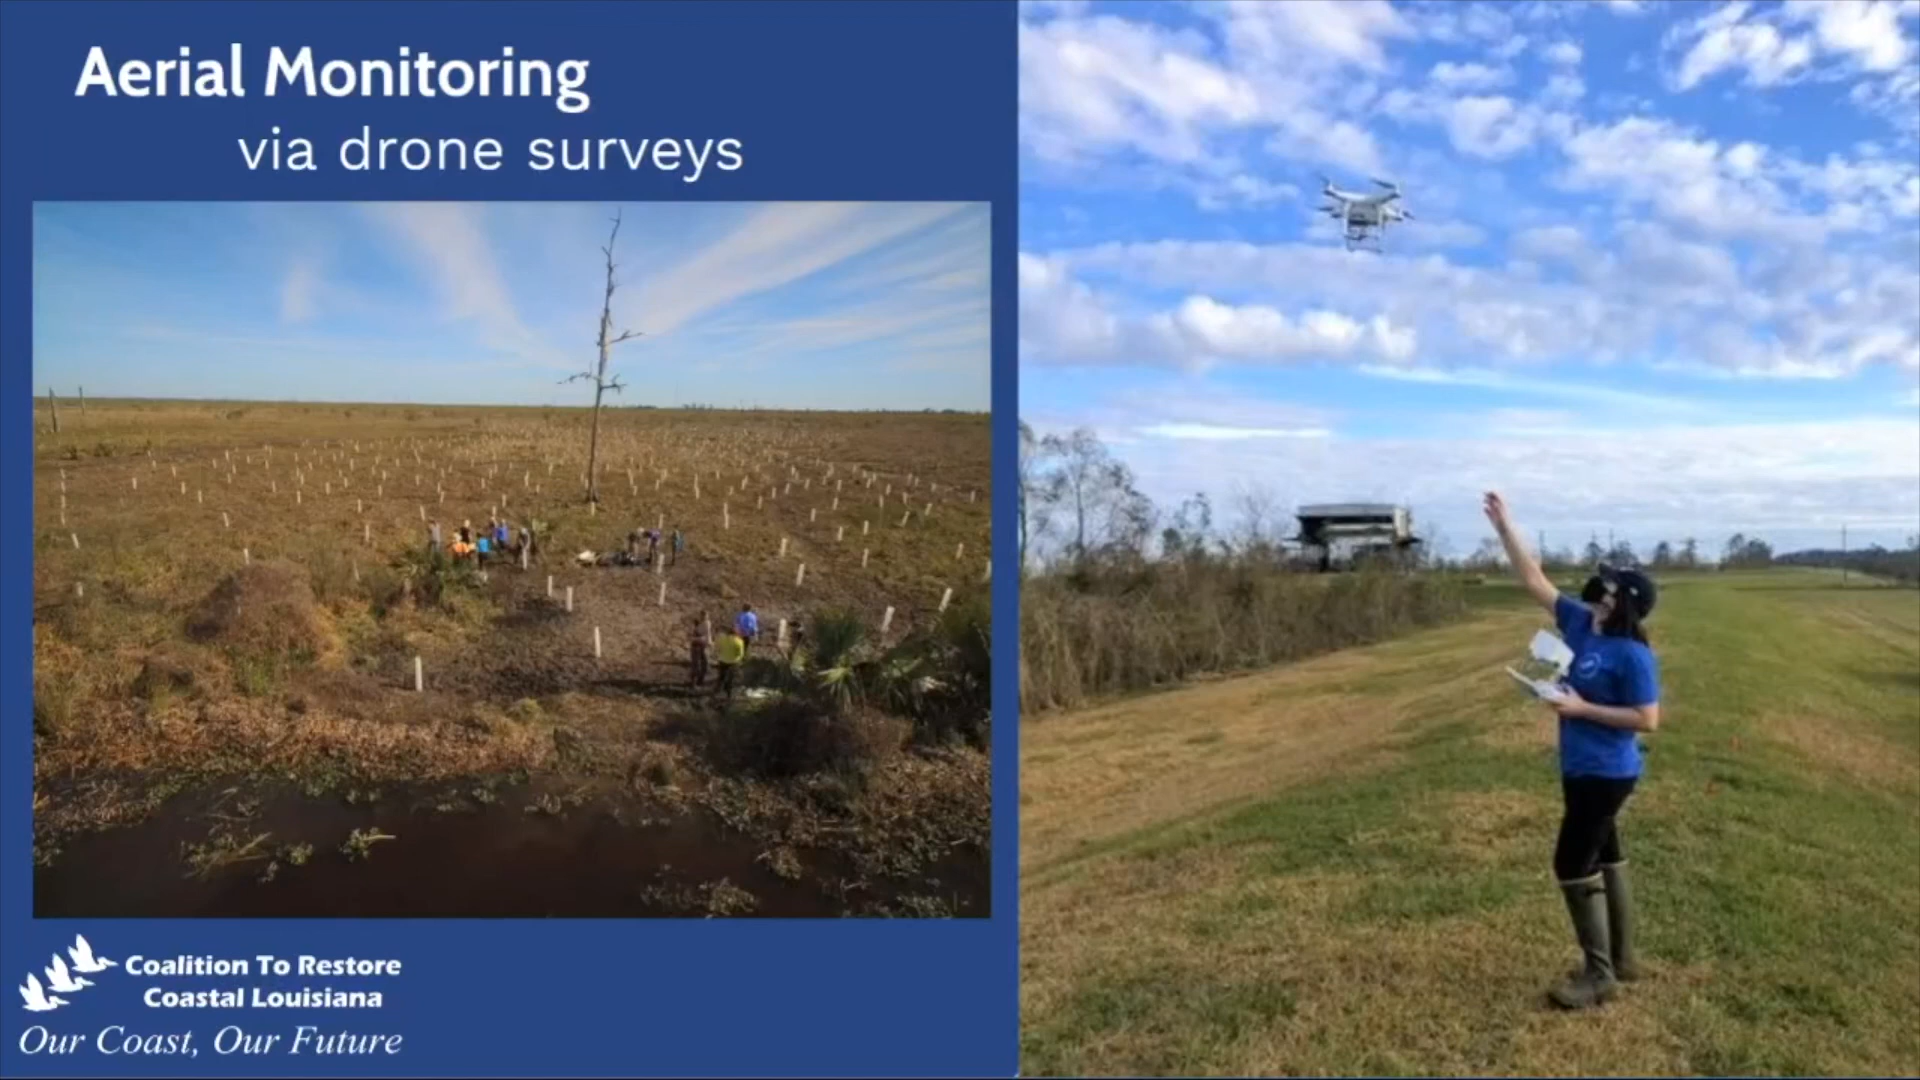 Aerial Monitoring
via drone surveys
Coalition To Restore
Coastal Louisiana
Our Coast, Our Future